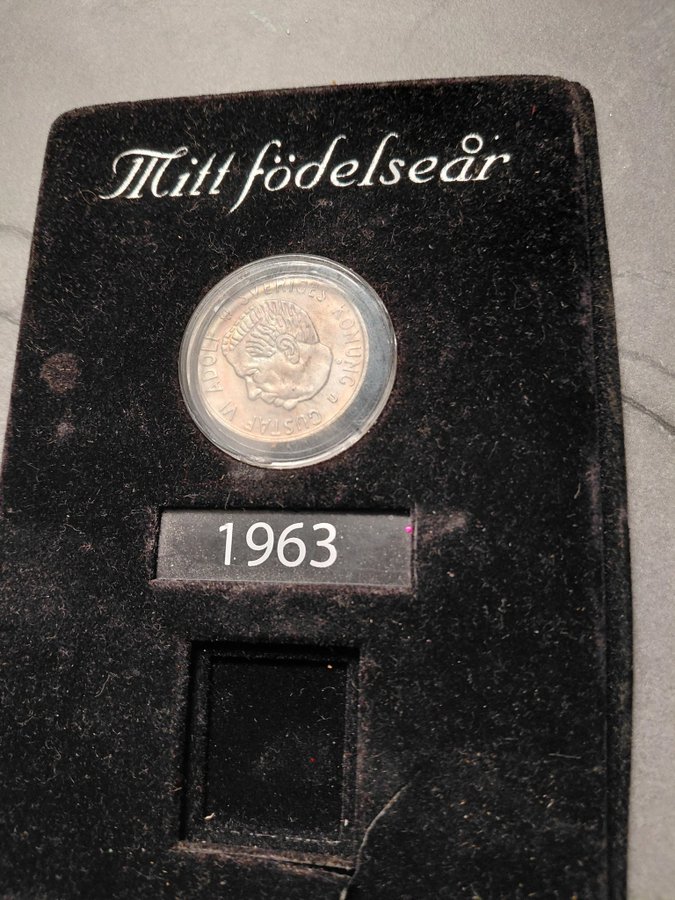 Mitt födelseår
GUSTAF VI ADOLF SVERIGES KONUNG
1963